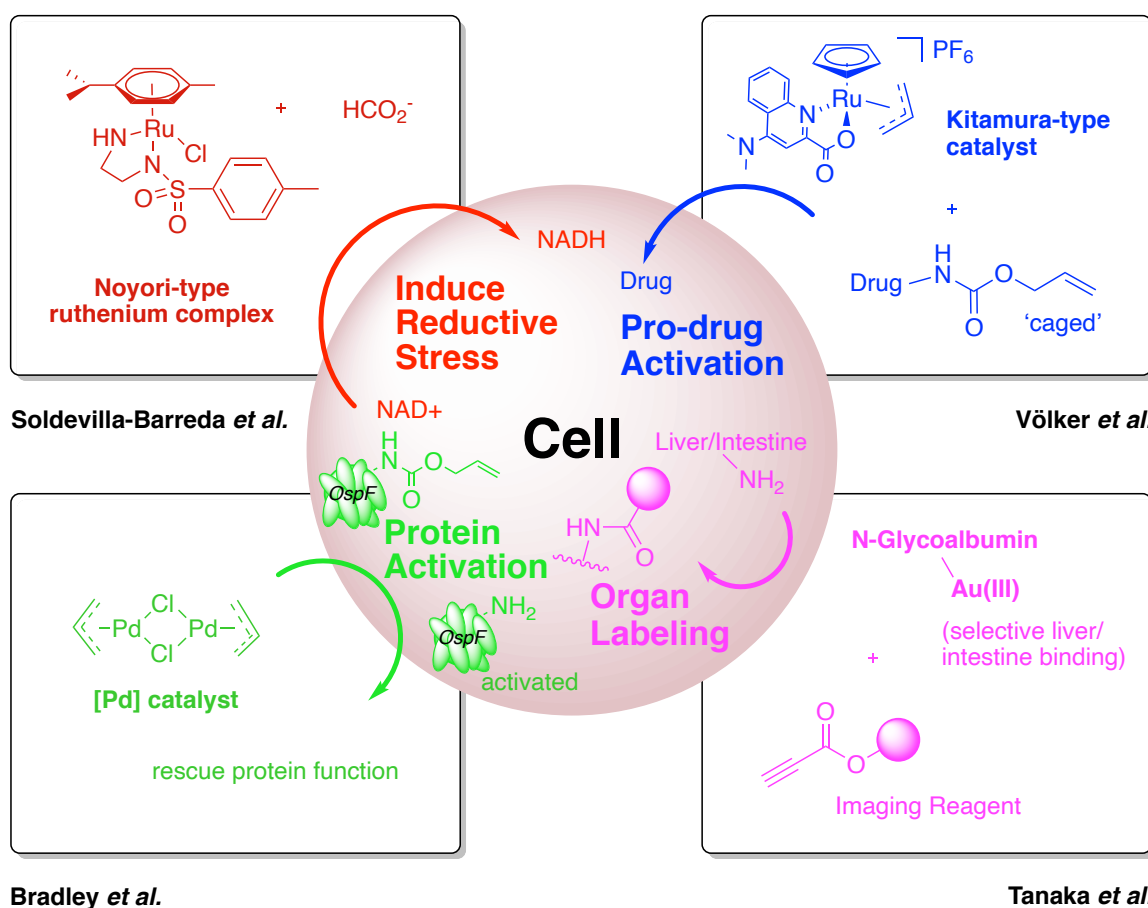 HN
Ru
Cl
N
S
O
O
+
HCO2-
Noyori-type
ruthenium complex
Soldevilla-Barreda et al.
PF6
Ru
N
O
O
N
Kitamura-type
catalyst
+
Drug
H
N
O
O
'caged'
Völker et al.
NADH
Induce
Reductive
Stress
NAD+
Drug
Pro-drug
Activation
Cell
H
N
O
O
OspF
Protein
Activation
NH2
OspF
activated
Liver/Intestine
NH2
HN
O
Organ
Labeling
Cl
Pd
Pd
Cl
[Pd] catalyst
rescue protein function
Bradley et al.
N-Glycoalbumin
Au(III)
(selective liver/
intestine binding)
+
O
O
Imaging Reagent
Tanaka et al